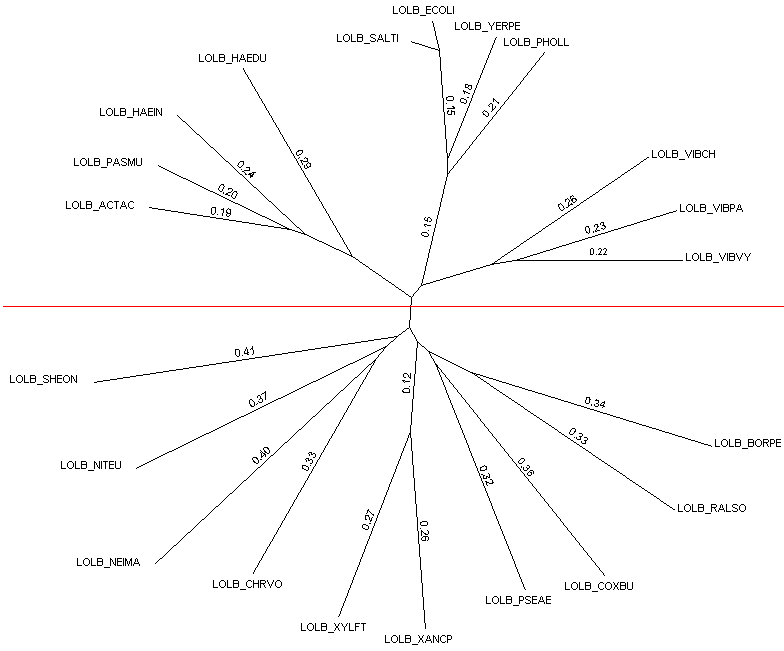 LOLB_ECOLI
LOLB_YERPE
LOLB_SALTI
LOLB_PHOLL
LOLB_HAEDU
0.18
0.15
0.21
LOLB_HAEIN
LOLB_VIBCH
0.29
LOLB_PASMU
0.24
0.20
0.26
LOLB_ACTAC
0.19
LOLB_VIBPA
0.16
0.23
0.22
LOLB_VIBVY
0.41
LOLB_SHEON
0.12
0.37
0.34
0.33
LOLB_BORPE
0.40
0.33
LOLB_NITEU
0.32
0.36
LOLB_RALSO
0.27
0.26
LOLB_NEIMA
LOLB_CHRVO
LOLB_COXBU
LOLB_PSEAE
LOLB_XYLFT
LOLB_XANCP